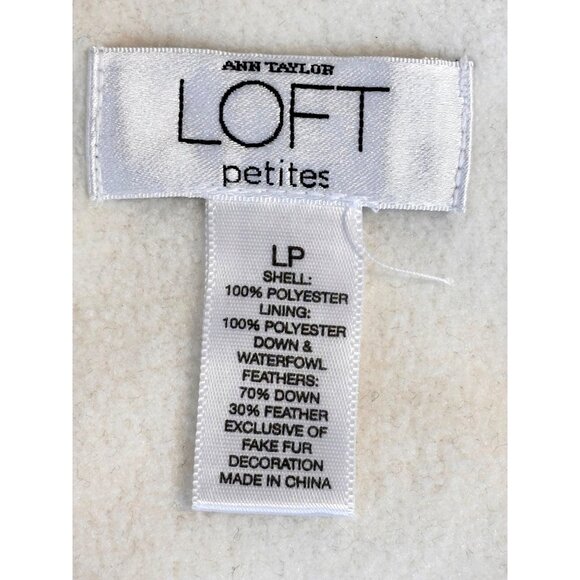 ANN TAYLOR
LOFT
petites
LP
SHELL:
100% POLYESTER
LINING:
100% POLYESTER
DOWN &
WATERFOWL
FEATHERS:
70% DOWN
30% FEATHER
EXCLUSIVE OF
FAKE FUR
DECORATION
MADE IN CHINA